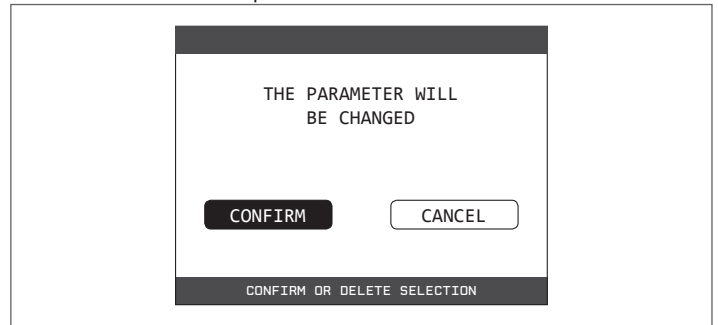 THE PARAMETER WILL
BE CHANGED
CONFIRM CANCEL
CONFIRM OR DELETE SELECTION